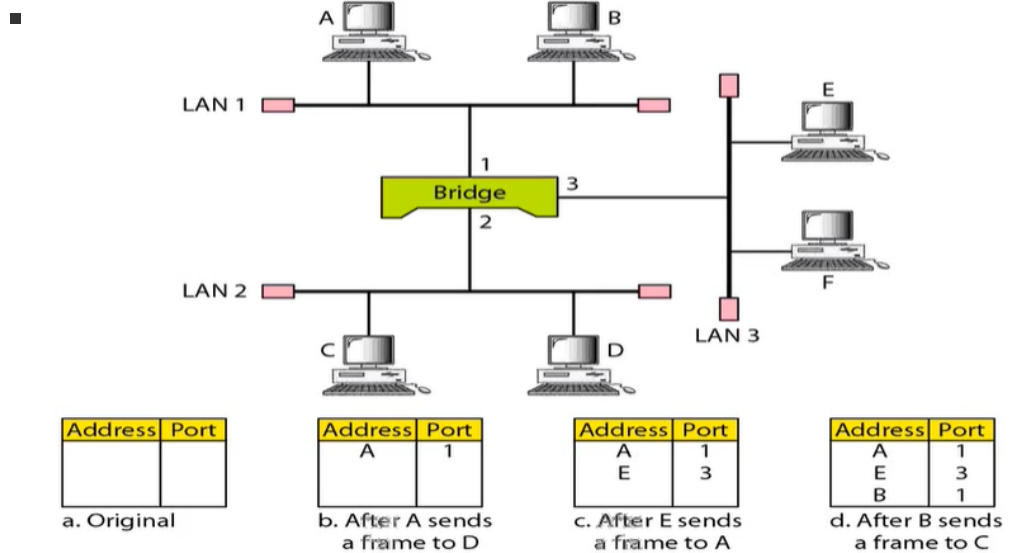 A
B
LAN 1
E
1
Bridge
3
2
F
LAN 2
LAN 3
C
D
Address Port
a. Original
Address Port
A 1
b. After A sends
a frame to D
Address Port
A 1
E 3
c. After E sends
a frame to A
Address Port
A 1
E 3
B 1
d. After B sends
a frame to C